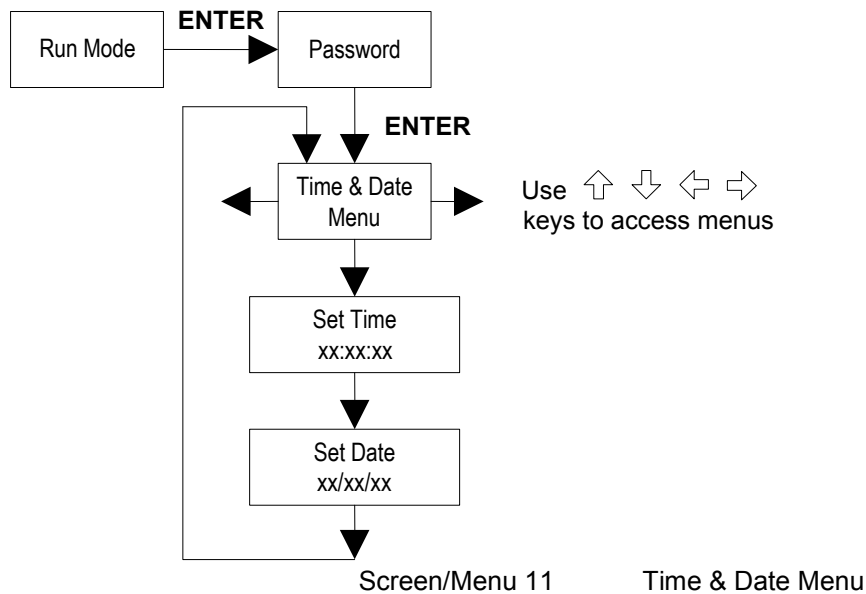 ENTER
Run Mode
Password
ENTER
Time & Date
Menu
Use
keys to access menus
Set Time
xx:xx:xx
Set Date
xx/xx/xx
Screen/Menu 11 Time & Date Menu